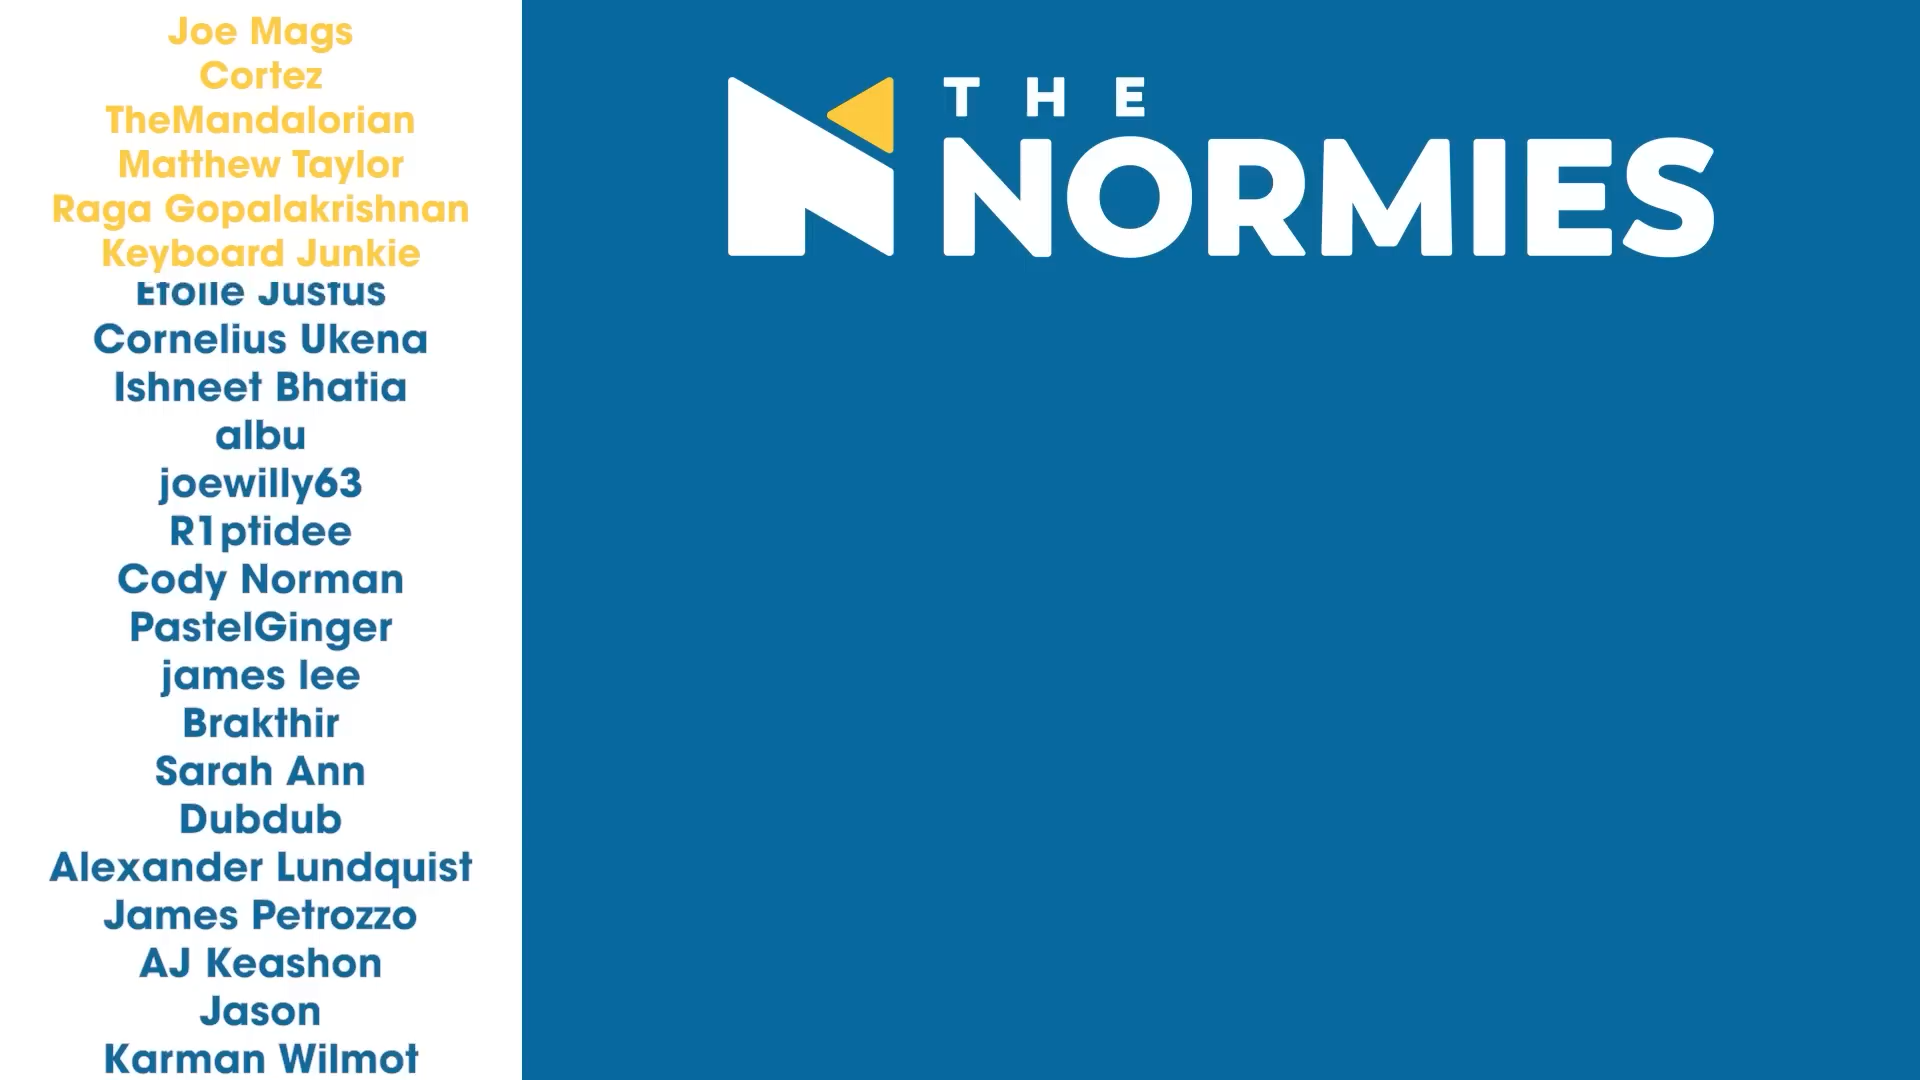 Joe Mags
Cortez
TheMandalorian
Matthew Taylor
Raga Gopalakrishnan
Keyboard Junkie
Etoile Justus
Cornelius Ukena
Ishneet Bhatia
albu
joewilly63
R1ptidee
Cody Norman
PastelGinger
james lee
Brakthir
Sarah Ann
Dubdub
Alexander Lundquist
James Petrozzo
AJ Keashon
Jason
Karman Wilmot
THE
NORMIES